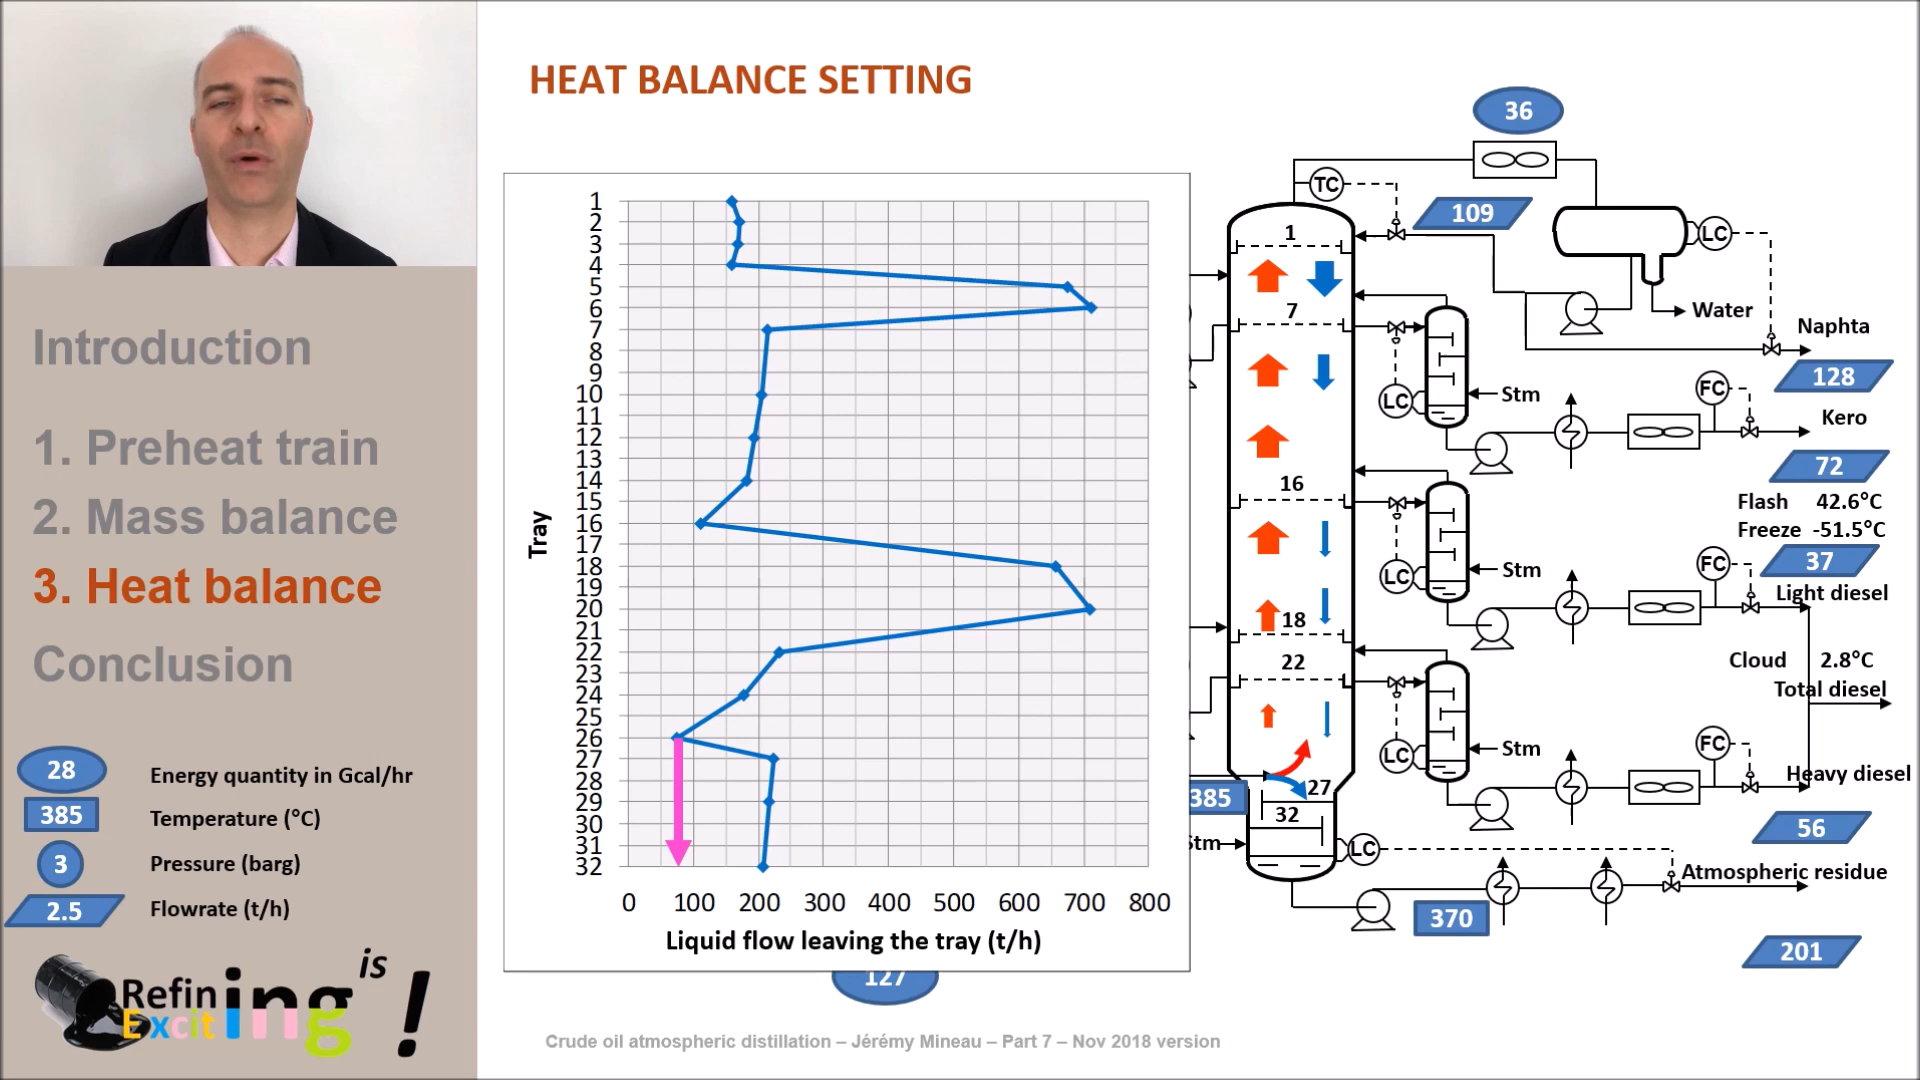 HEAT BALANCE SETTING
Introduction
1. Preheat train
2. Mass balance
3. Heat balance
Conclusion
28 Energy quantity in Gcal/hr
385 Temperature (°C)
3 Pressure (barg)
2.5 Flowrate (t/h)
Refining is
Exciting !
Tray
1
2
3
4
5
6
7
8
9
10
11
12
13
14
15
16
17
18
19
20
21
22
23
24
25
26
27
28
29
30
31
32
0 100 200 300 400 500 600 700 800
Liquid flow leaving the tray (t/h)
127
36
TC
109
1
LC
Water
Naphta
128
7
FC
LC
Stm
Kero
72
16
Flash 42.6°C
Freeze -51.5°C
FC
37
LC
Stm
Light diesel
18
22
Cloud 2.8°C
Total diesel
FC
LC
Stm
Heavy diesel
385
27
32
56
Stm
LC
Atmospheric residue
370
201
Crude oil atmospheric distillation – Jérémy Mineau – Part 7 – Nov 2018 version